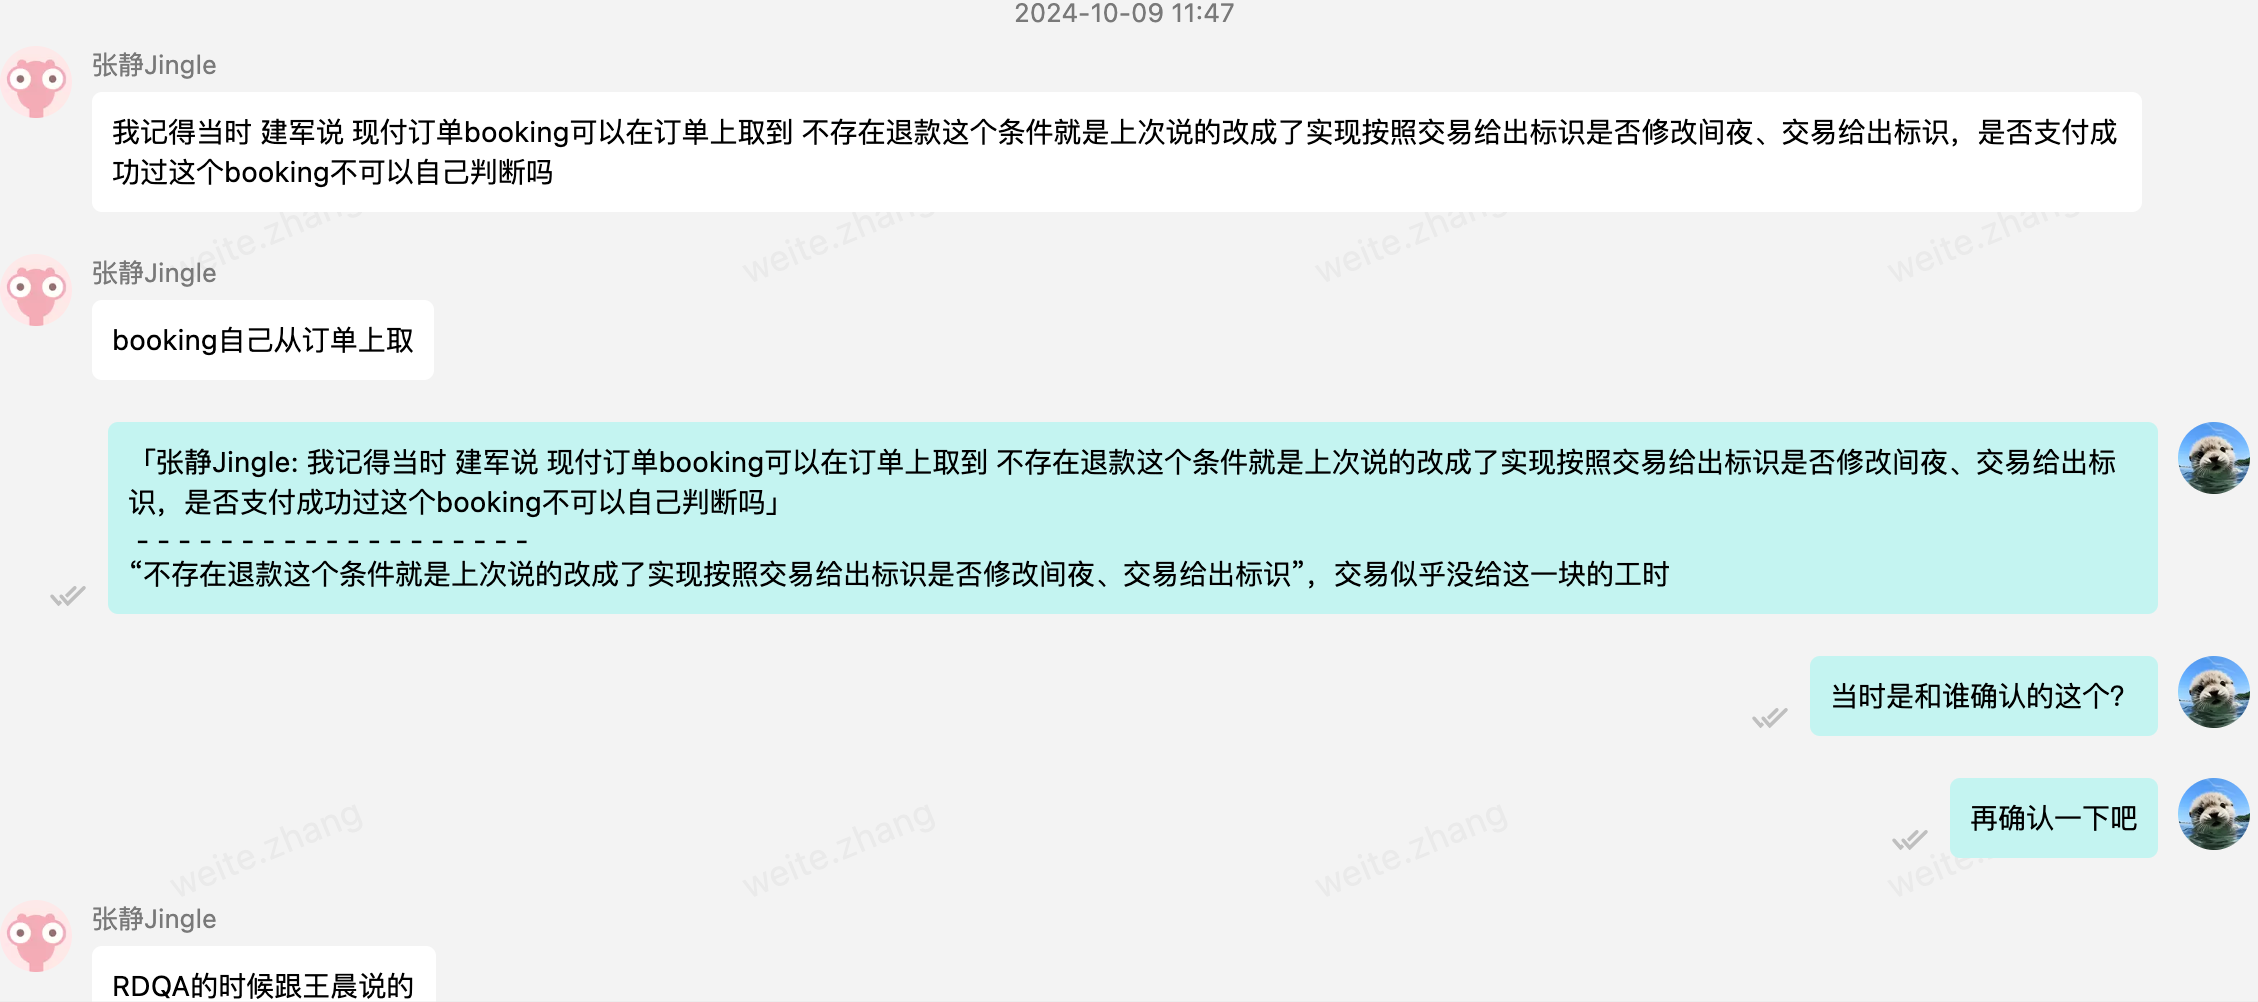 2024-10-09 11:47
张静Jingle
我记得当时 建军说 现付订单booking可以在订单上取到 不存在退款这个条件就是上次说的改成了实现按照交易给出标识是否修改间夜、交易给出标识，是否支付成
功过这个booking不可以自己判断吗
weite.zhang weite.zhang weite.zhang weite.zhang
张静Jingle
booking自己从订单上取
「张静Jingle: 我记得当时 建军说 现付订单booking可以在订单上取到 不存在退款这个条件就是上次说的改成了实现按照交易给出标识是否修改间夜、交易给出标
识，是否支付成功过这个booking不可以自己判断吗」
- - - - - - - - - - - - - - - - - - -
“不存在退款这个条件就是上次说的改成了实现按照交易给出标识是否修改间夜、交易给出标识”，交易似乎没给这一块的工时
当时是和谁确认的这个？
再确认一下吧
weite.zhang weite.zhang weite.zhang weite.
张静Jingle
RDQA的时候跟王晨说的